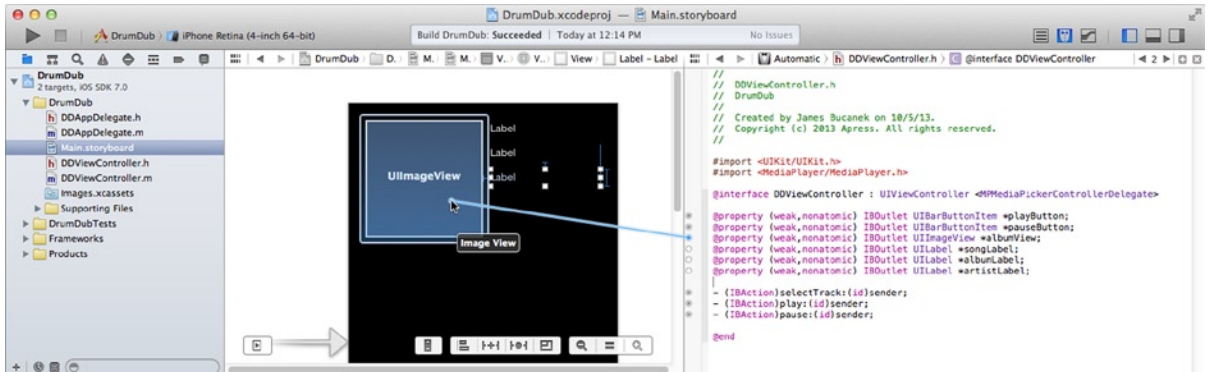 DrumDub.xcodeproj — Main.storyboard
DrumDub
iPhone Retina (4-inch 64-bit)
Build DrumDub: Succeeded | Today at 12:14 PM
No Issues
DrumDub
2 targets, iOS SDK 7.0
DrumDub
DDAppDelegate.h
DDAppDelegate.m
Main.storyboard
DDViewController.h
DDViewController.m
Images.xcassets
Supporting Files
DrumDubTests
Frameworks
Products
DrumDub
D.
M.
M.
V..
V..
View
Label – Label
UIImageView
Label
Label
Label
Image View
Automatic
DDViewController.h
@interface DDViewController
2
//
// DDViewController.h
// DrumDub
//
// Created by James Bucanek on 10/5/13.
// Copyright (c) 2013 Apress. All rights reserved.
//
#import <UIKit/UIKit.h>
#import <MediaPlayer/MediaPlayer.h>
@interface DDViewController : UIViewController <MPMediaPickerControllerDelegate>
@property (weak,nonatomic) IBOutlet UIBarButtonItem *playButton;
@property (weak,nonatomic) IBOutlet UIBarButtonItem *pauseButton;
@property (weak,nonatomic) IBOutlet UIImageView *albumView;
@property (weak,nonatomic) IBOutlet UILabel *songLabel;
@property (weak,nonatomic) IBOutlet UILabel *albumLabel;
@property (weak,nonatomic) IBOutlet UILabel *artistLabel;
- (IBAction)selectTrack:(id)sender;
- (IBAction)play:(id)sender;
- (IBAction)pause:(id)sender;
@end